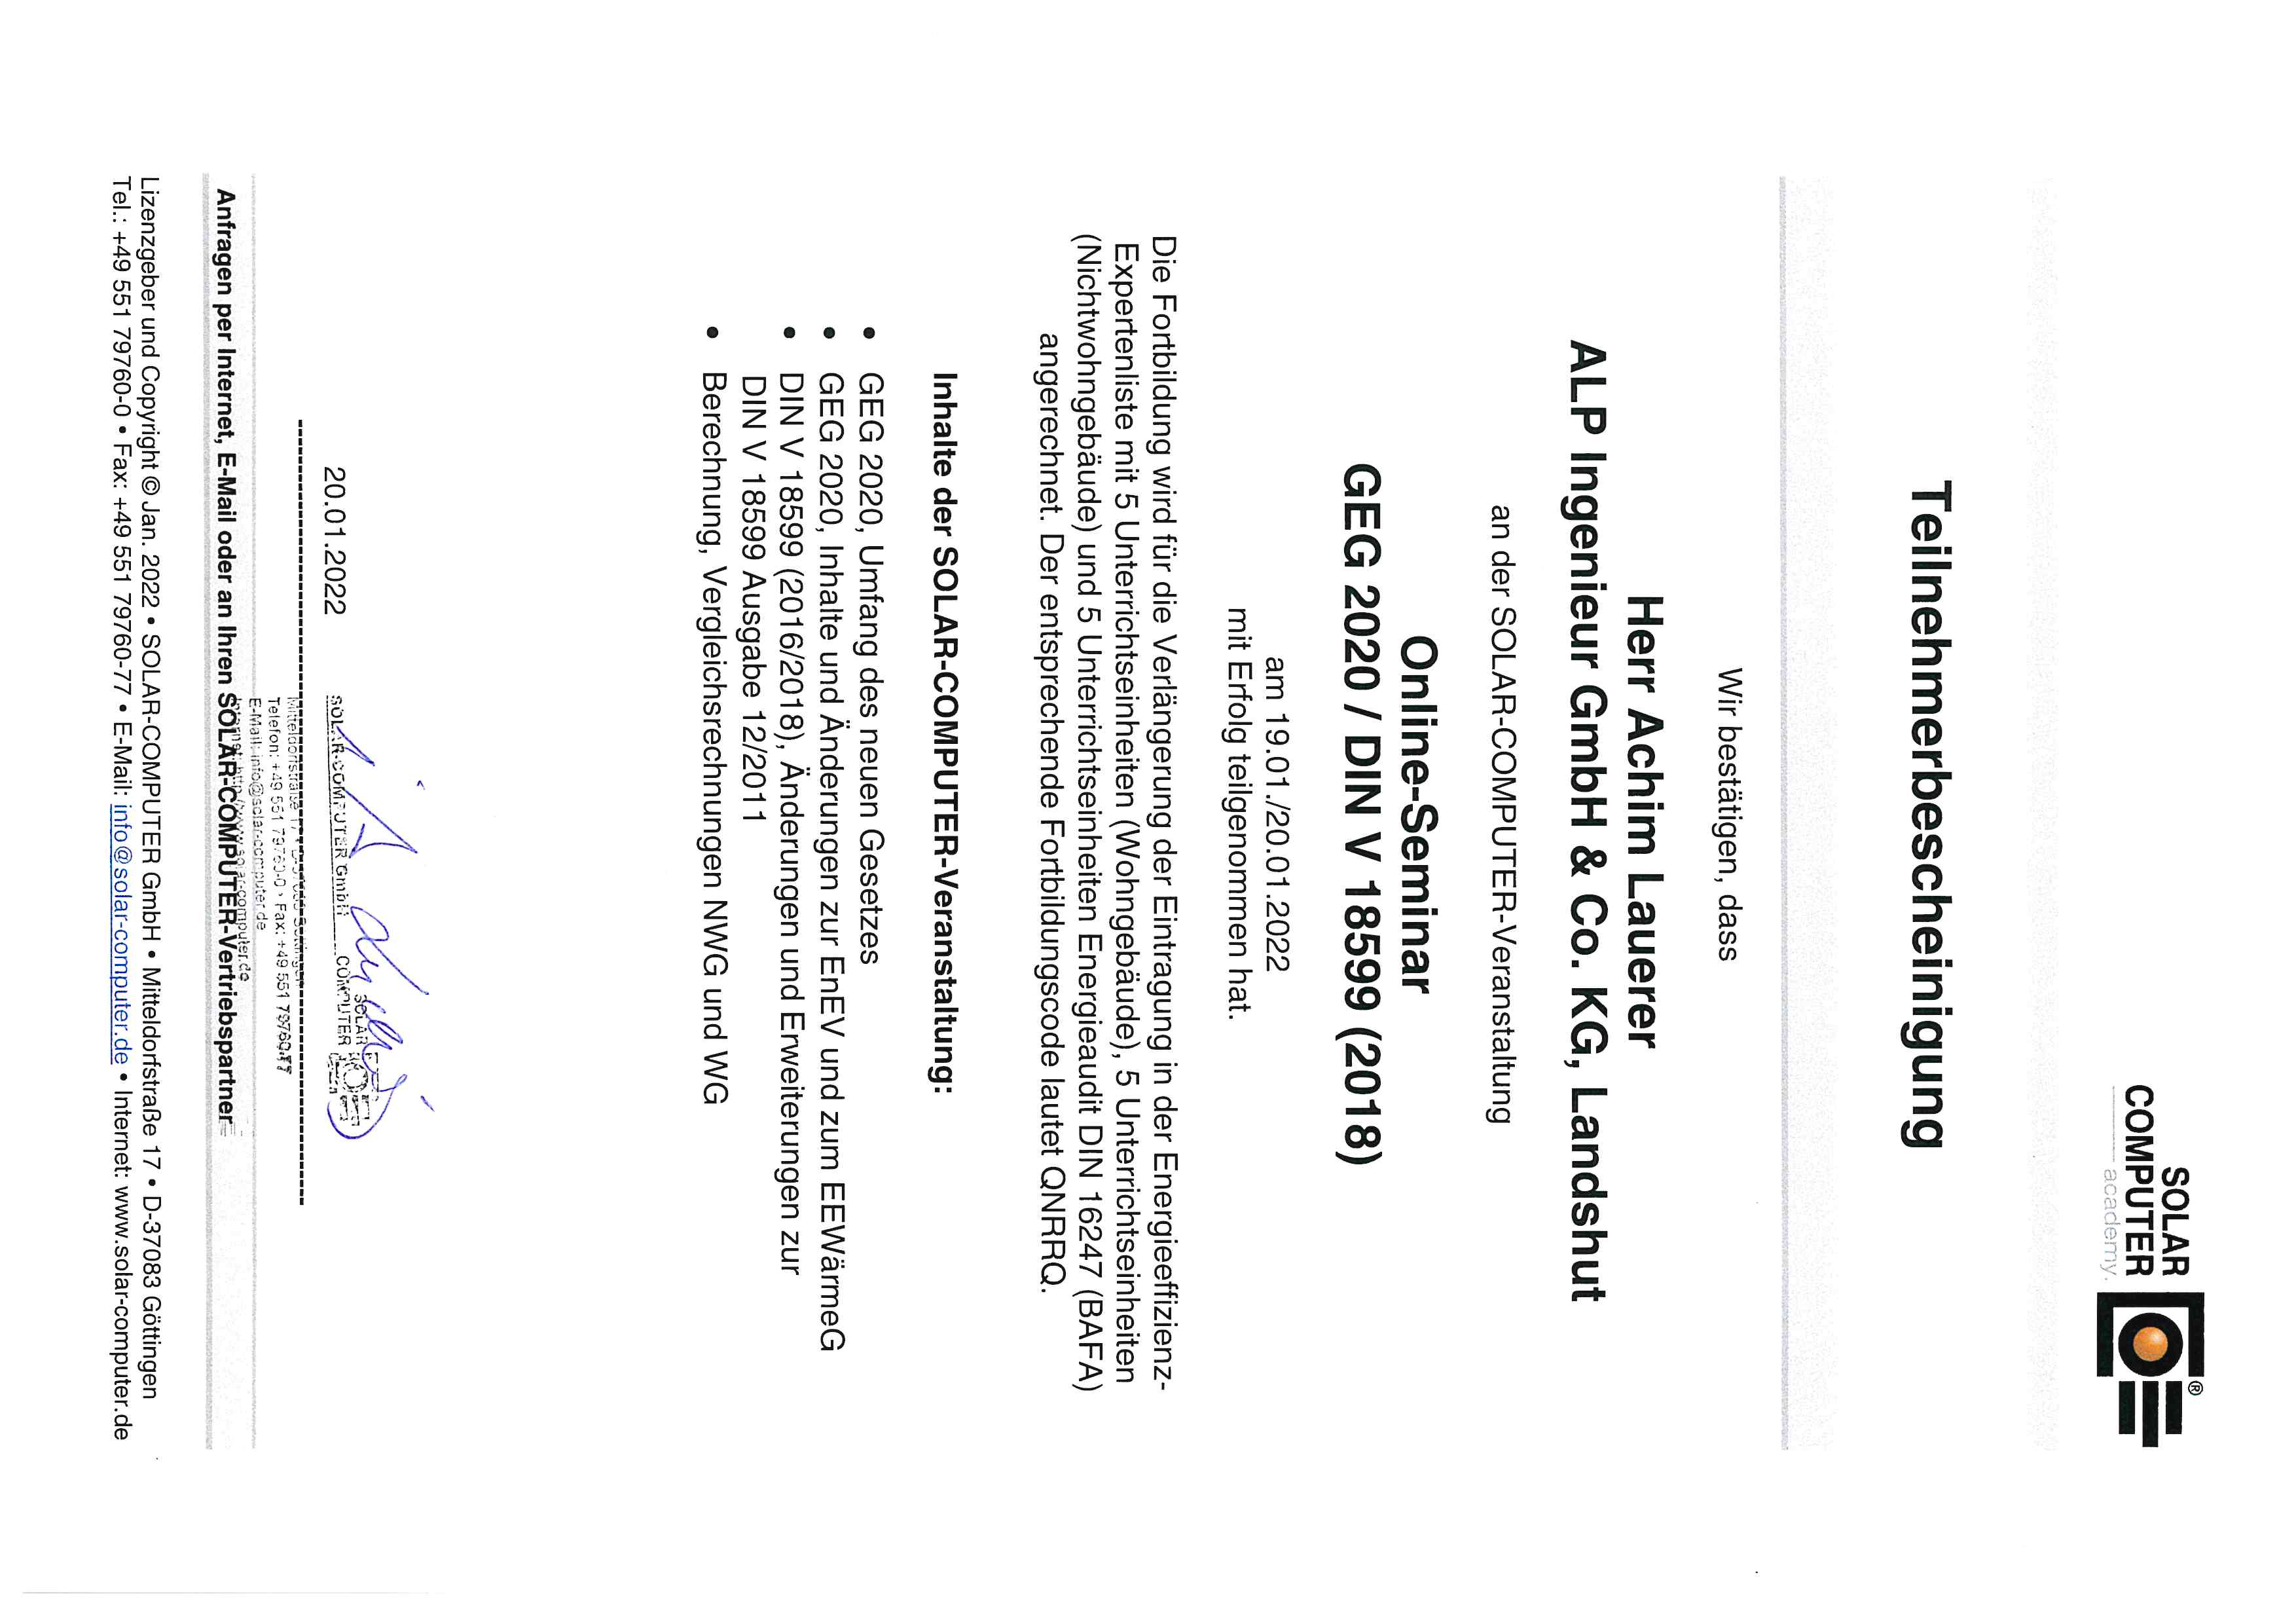 SOLAR
COMPUTER
academy.
®
Teilnehmerbescheinigung
Wir bestätigen, dass
Herr Achim Lauerer
ALP Ingenieur GmbH & Co. KG, Landshut
an der SOLAR-COMPUTER-Veranstaltung
Online-Seminar
GEG 2020 / DIN V 18599 (2018)
am 19.01./20.01.2022
mit Erfolg teilgenommen hat.
Die Fortbildung wird für die Verlängerung der Eintragung in der Energieeffizienz-
Expertenliste mit 5 Unterrichtseinheiten (Wohngebäude), 5 Unterrichtseinheiten
(Nichtwohngebäude) und 5 Unterrichtseinheiten Energieaudit DIN 16247 (BAFA)
angerechnet. Der entsprechende Fortbildungscode lautet QNRRQ.
Inhalte der SOLAR-COMPUTER-Veranstaltung:
• GEG 2020, Umfang des neuen Gesetzes
• GEG 2020, Inhalte und Änderungen zur EnEV und zum EEWärmeG
• DIN V 18599 (2016/2018), Änderungen und Erweiterungen zur
DIN V 18599 Ausgabe 12/2011
• Berechnung, Vergleichsrechnungen NWG und WG
20.01.2022
SOLAR
SOLAR-COMPUTER GmbH COMPUTER
Mitteldorfstraße 17
Telefon: +49 551 79760-0 • Fax: +49 551 79760-77
E-Mail: info@solar-computer.de
Internet: http://www.solar-computer.de
Anfragen per Internet, E-Mail oder an Ihren SOLAR-COMPUTER-Vertriebspartner
Lizenzgeber und Copyright © Jan. 2022 • SOLAR-COMPUTER GmbH • Mitteldorfstraße 17 • D-37083 Göttingen
Tel.: +49 551 79760-0 • Fax: +49 551 79760-77 • E-Mail: info@solar-computer.de • Internet: www.solar-computer.de